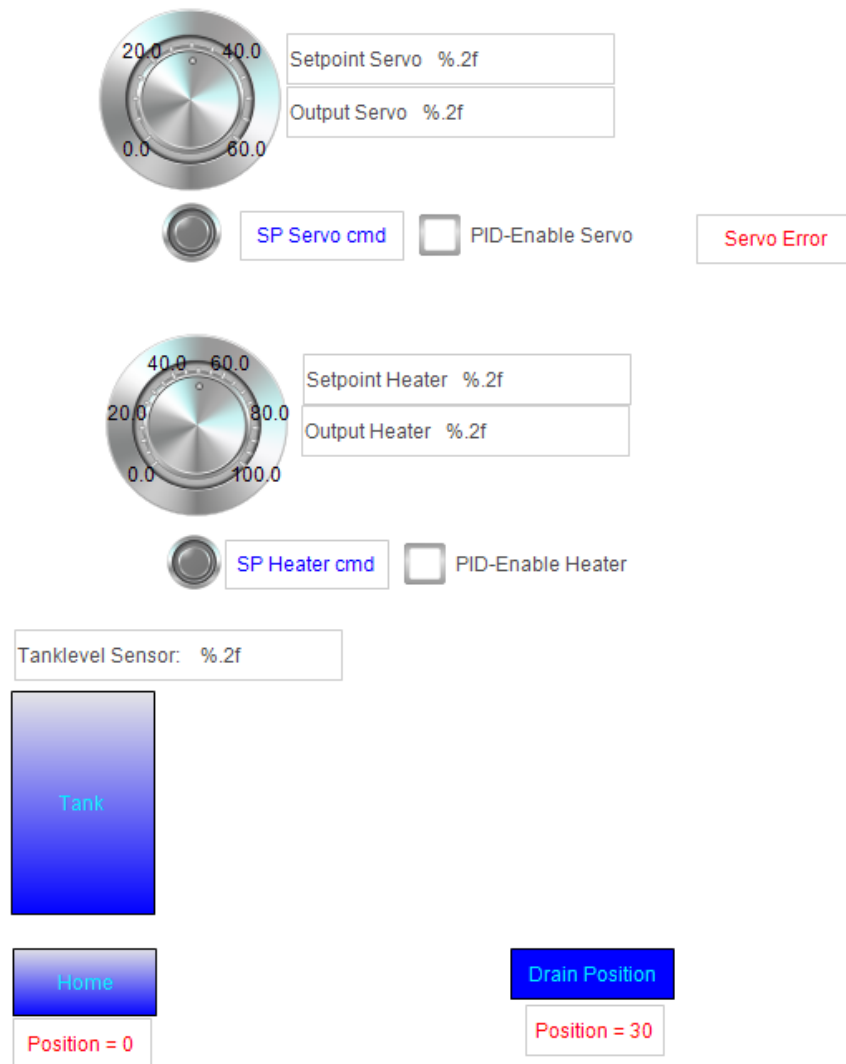 20.0 40.0
Setpoint Servo %.2f
Output Servo %.2f
0.0 60.0
SP Servo cmd PID-Enable Servo Servo Error
40.0 60.0
Setpoint Heater %.2f
20.0 80.0
Output Heater %.2f
0.0 100.0
SP Heater cmd PID-Enable Heater
Tanklevel Sensor: %.2f
Tank
Home Drain Position
Position = 0 Position = 30